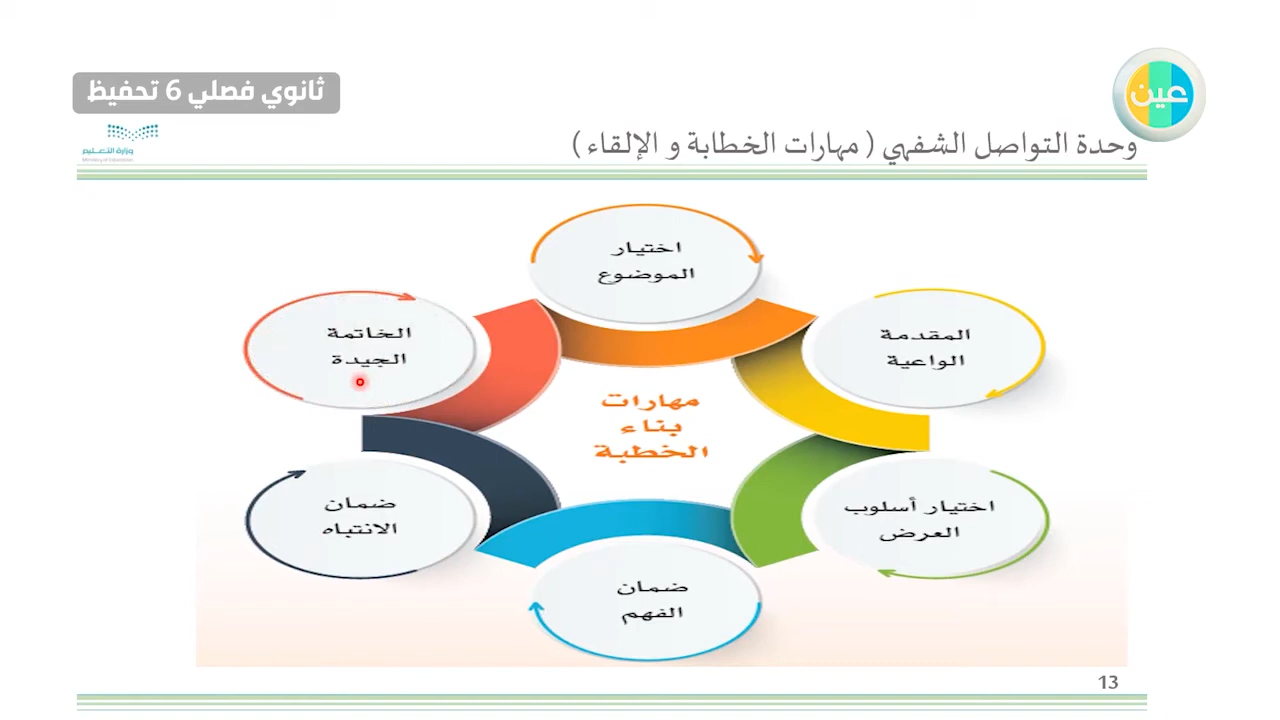 ثانوي فصلي 6 تحفيظ
عين
وزارة التعليم
Ministry of Education
وحدة التواصل الشفهي ( مهارات الخطابة و الإلقاء )
اختيار
الموضوع
المقدمة
الواعية
اختيار أسلوب
العرض
ضمان
الفهم
ضمان
الانتباه
الخاتمة
الجيدة
مهارات
بناء
الخطبة
13